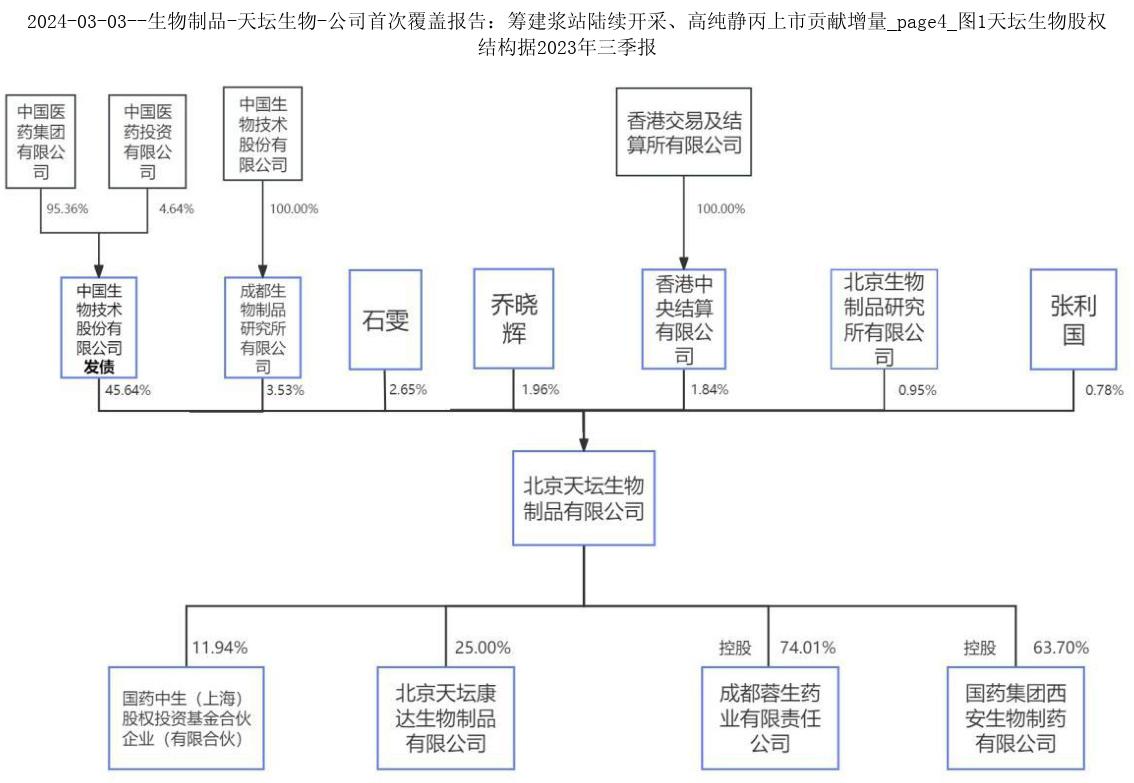 2024-03-03--生物制品-天坛生物-公司首次覆盖报告：筹建浆站陆续开采、高纯静丙上市贡献增量_page4_图1天坛生物股权
结构据2023年三季报
中国医
药集团
有限公
司
中国医
药投资
有限公
司
中国生
物技术
股份有
限公司
香港交易及结
算所有限公司
95.36%
4.64%
100.00%
100.00%
中国生
物技术
股份有
限公司
发债
成都生
物制品
研究所
有限公
司
石雯
乔晓
辉
香港中
央结算
有限公
司
北京生物
制品研究
所有限公
司
张利
国
45.64%
3.53%
2.65%
1.96%
1.84%
0.95%
0.78%
北京天坛生物
制品有限公司
11.94%
25.00%
控股
74.01%
控股
63.70%
国药中生（上海）
股权投资基金合伙
企业（有限合伙）
北京天坛康
达生物制品
有限公司
成都蓉生药
业有限责任
公司
国药集团西
安生物制药
有限公司